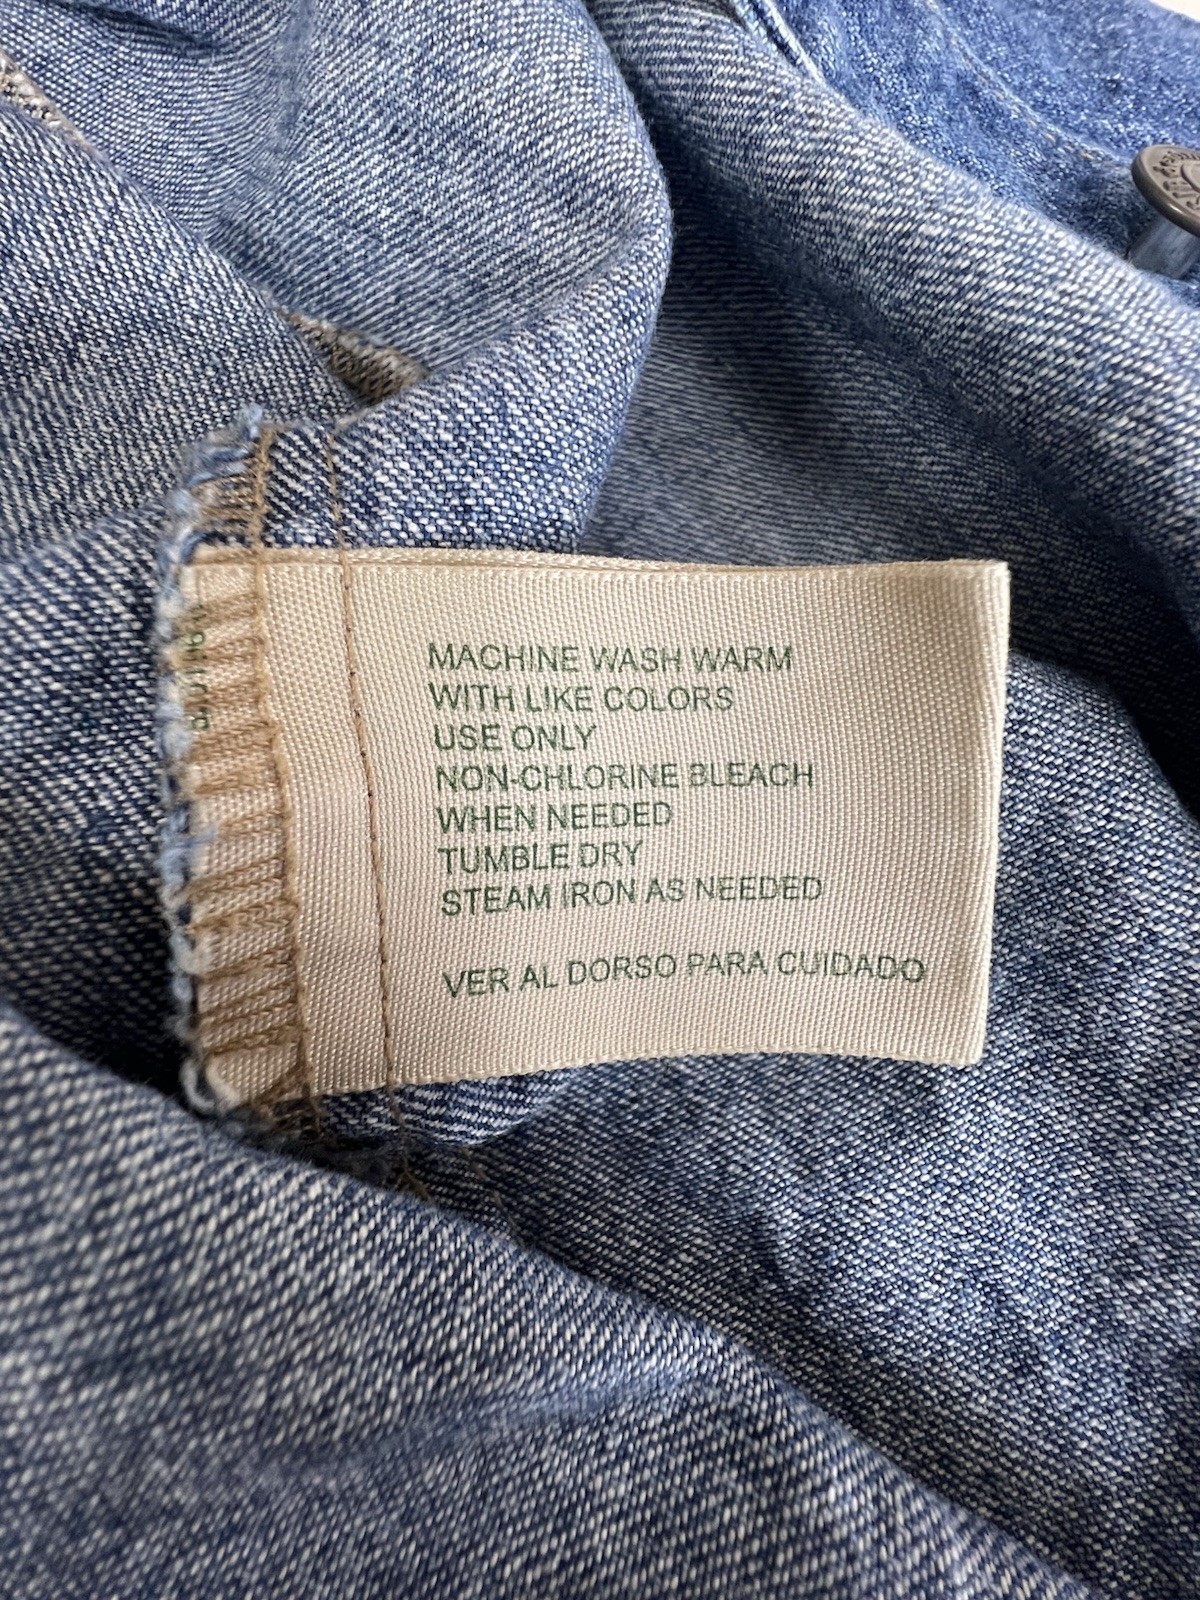 MACHINE WASH WARM
WITH LIKE COLORS
USE ONLY
NON-CHLORINE BLEACH
WHEN NEEDED
TUMBLE DRY
STEAM IRON AS NEEDED
VER AL DORSO PARA CUIDADO